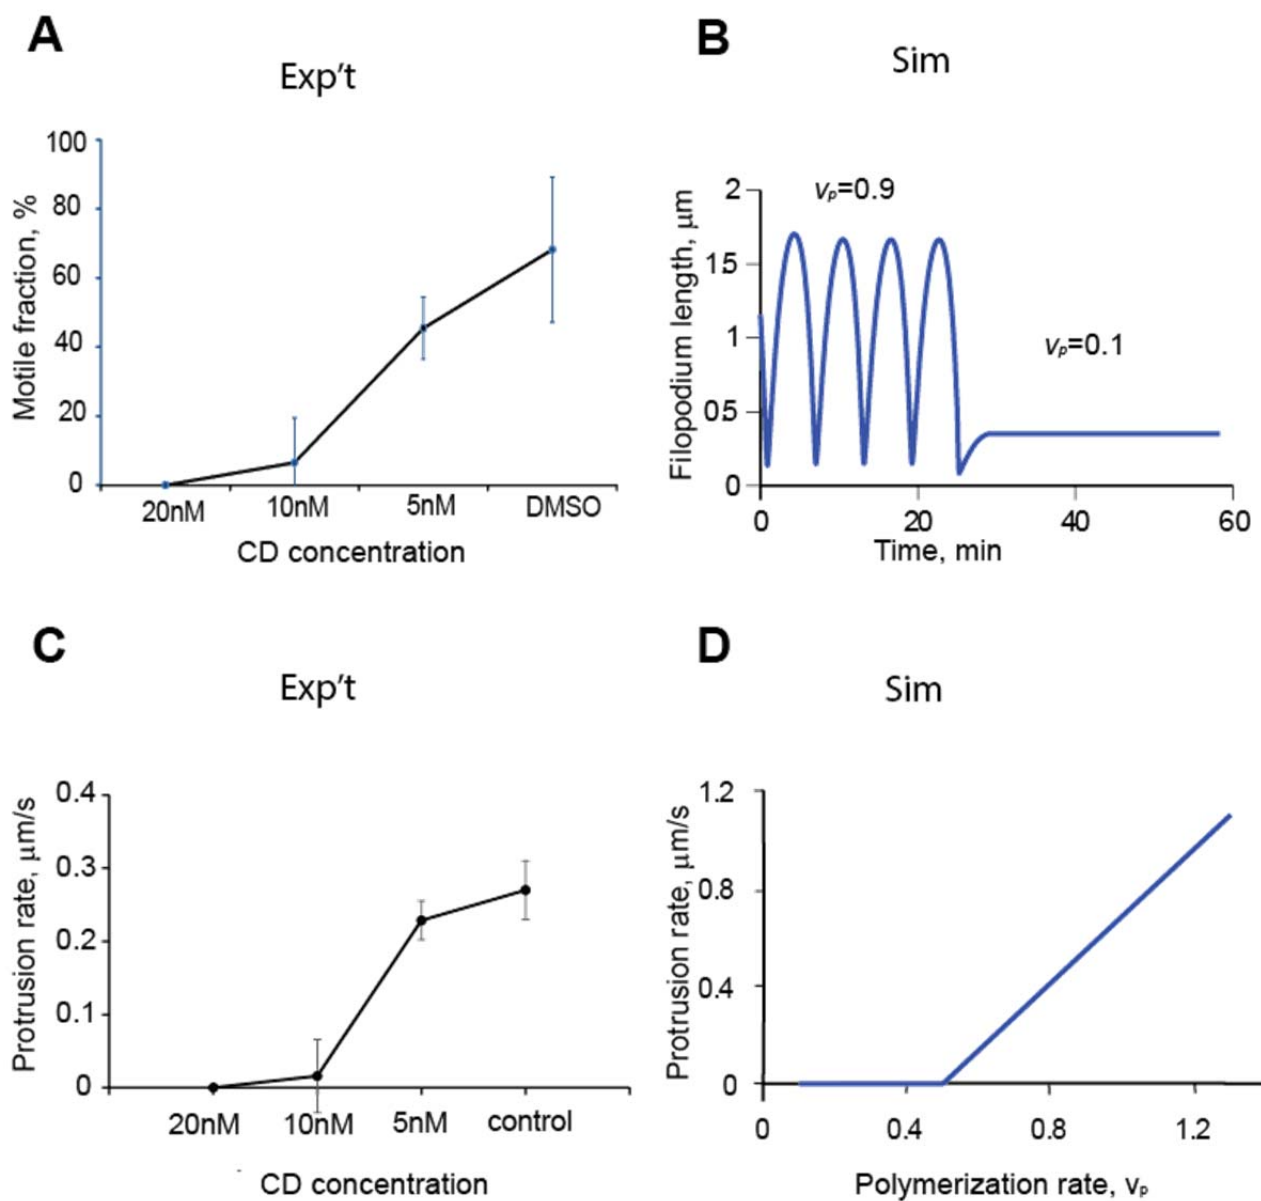 A
Exp't
Motile fraction, %
100
80
60
40
20
0
20nM
10nM
5nM
DMSO
CD concentration
B
Sim
Filopodium length, μm
2
15
1
05
0
vₚ=0.9
vₚ=0.1
0
20
40
60
Time, min
C
Exp't
Protrusion rate, μm/s
0.4
0.3
0.2
0.1
0
20nM
10nM
5nM
control
CD concentration
D
Sim
Protrusion rate, μm/s
1.2
0.8
0.4
0
0
0.4
0.8
1.2
Polymerization rate, vₚ